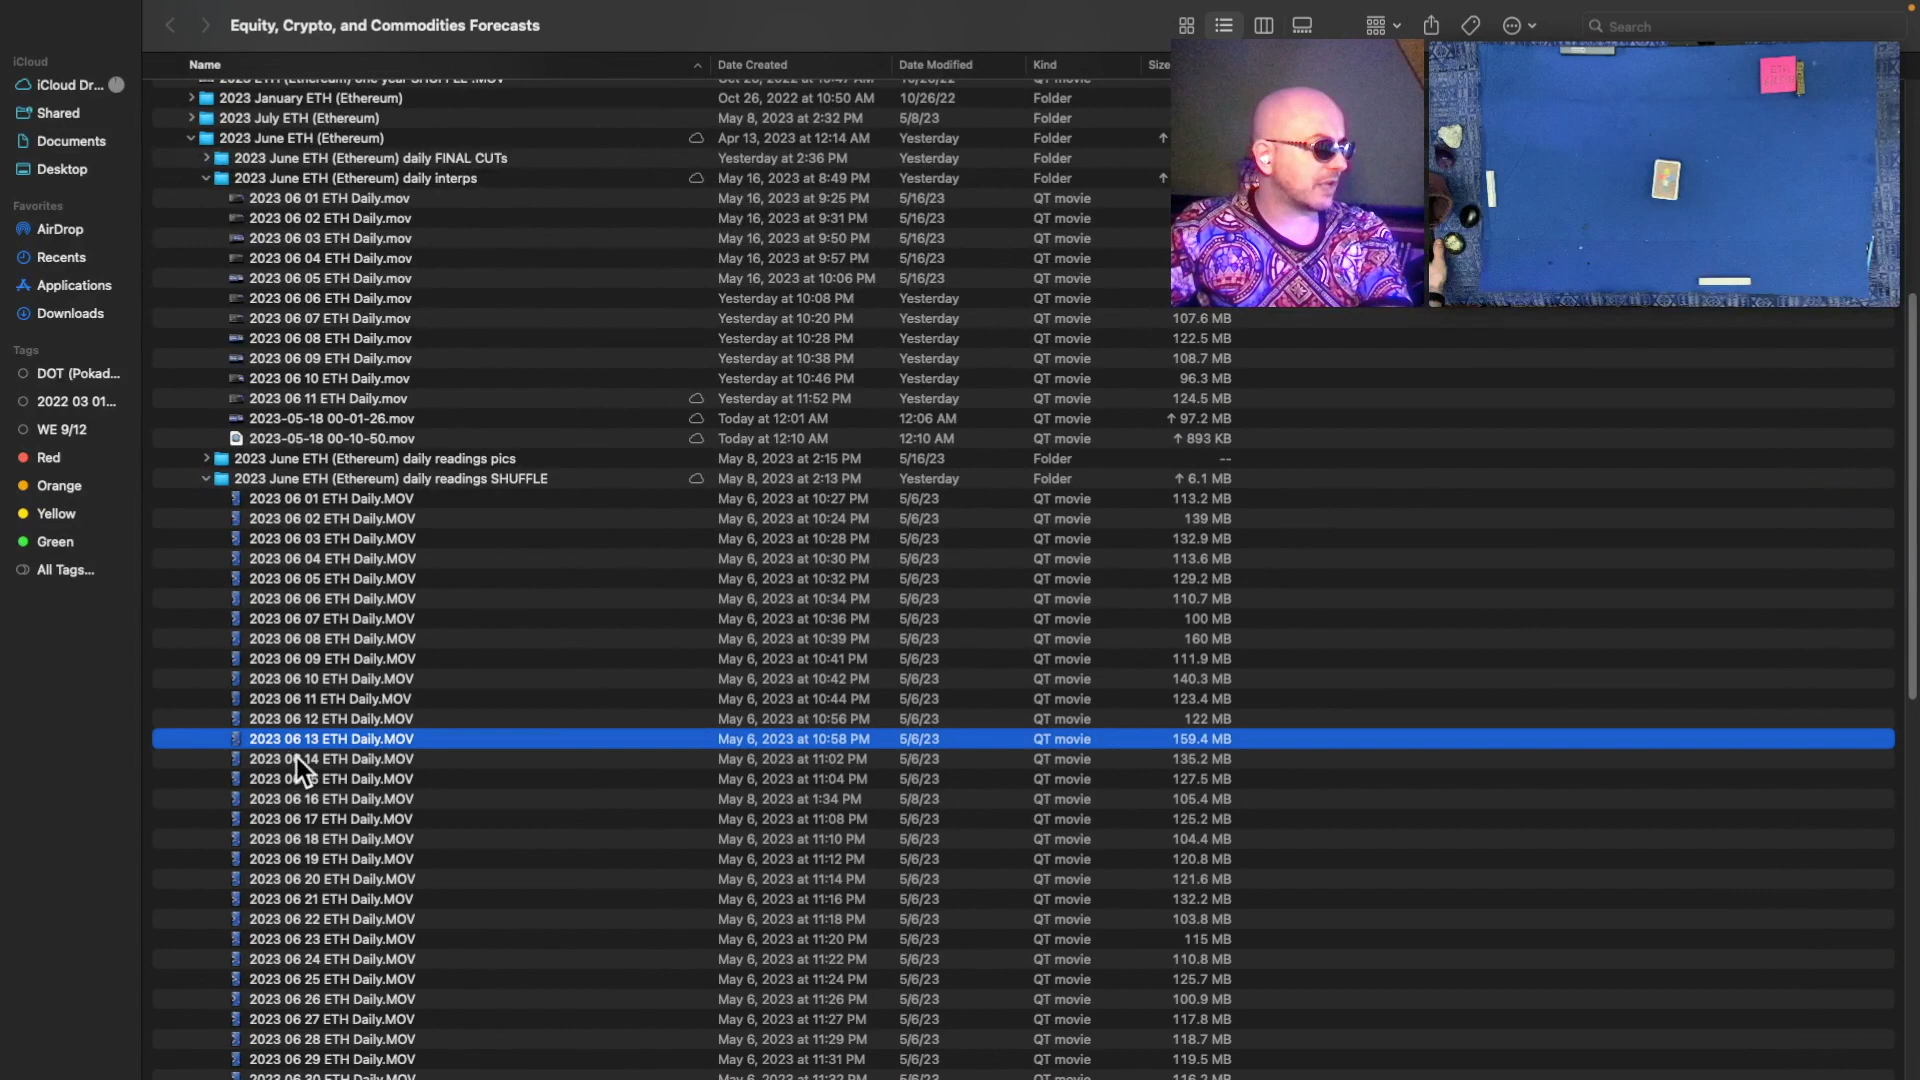 Equity, Crypto, and Commodities Forecasts
Search
iCloud
iCloud Dr...
Shared
Documents
Desktop
Favorites
AirDrop
Recents
Applications
Downloads
Tags
DOT (Pokad...
2022 03 01...
WE 9/12
Red
Orange
Yellow
Green
All Tags...
Name Date Created Date Modified Kind Size
2023 ETH (Ethereum) one year SHUFFLE .MOV Oct 26, 2022 at 10:47 AM 10/26/22 QT movie
2023 January ETH (Ethereum) Oct 26, 2022 at 10:50 AM 10/26/22 Folder
2023 July ETH (Ethereum) May 8, 2023 at 2:32 PM 5/8/23 Folder
2023 June ETH (Ethereum) Apr 13, 2023 at 12:14 AM Yesterday Folder
2023 June ETH (Ethereum) daily FINAL CUTs Yesterday at 2:36 PM Yesterday Folder
2023 June ETH (Ethereum) daily interps May 16, 2023 at 8:49 PM Yesterday Folder
2023 06 01 ETH Daily.mov May 16, 2023 at 9:25 PM 5/16/23 QT movie
2023 06 02 ETH Daily.mov May 16, 2023 at 9:31 PM 5/16/23 QT movie
2023 06 03 ETH Daily.mov May 16, 2023 at 9:50 PM 5/16/23 QT movie
2023 06 04 ETH Daily.mov May 16, 2023 at 9:57 PM 5/16/23 QT movie
2023 06 05 ETH Daily.mov May 16, 2023 at 10:06 PM 5/16/23 QT movie
2023 06 06 ETH Daily.mov Yesterday at 10:08 PM Yesterday QT movie
2023 06 07 ETH Daily.mov Yesterday at 10:20 PM Yesterday QT movie 107.6 MB
2023 06 08 ETH Daily.mov Yesterday at 10:28 PM Yesterday QT movie 122.5 MB
2023 06 09 ETH Daily.mov Yesterday at 10:38 PM Yesterday QT movie 108.7 MB
2023 06 10 ETH Daily.mov Yesterday at 10:46 PM Yesterday QT movie 96.3 MB
2023 06 11 ETH Daily.mov Yesterday at 11:52 PM Yesterday QT movie 124.5 MB
2023-05-18 00-01-26.mov Today at 12:01 AM 12:06 AM QT movie ↑ 97.2 MB
2023-05-18 00-10-50.mov Today at 12:10 AM 12:10 AM QT movie ↑ 893 KB
2023 June ETH (Ethereum) daily readings pics May 8, 2023 at 2:15 PM 5/16/23 Folder --
2023 June ETH (Ethereum) daily readings SHUFFLE May 8, 2023 at 2:13 PM Yesterday Folder ↑ 6.1 MB
2023 06 01 ETH Daily.MOV May 6, 2023 at 10:27 PM 5/6/23 QT movie 113.2 MB
2023 06 02 ETH Daily.MOV May 6, 2023 at 10:24 PM 5/6/23 QT movie 139 MB
2023 06 03 ETH Daily.MOV May 6, 2023 at 10:28 PM 5/6/23 QT movie 132.9 MB
2023 06 04 ETH Daily.MOV May 6, 2023 at 10:30 PM 5/6/23 QT movie 113.6 MB
2023 06 05 ETH Daily.MOV May 6, 2023 at 10:32 PM 5/6/23 QT movie 129.2 MB
2023 06 06 ETH Daily.MOV May 6, 2023 at 10:34 PM 5/6/23 QT movie 110.7 MB
2023 06 07 ETH Daily.MOV May 6, 2023 at 10:36 PM 5/6/23 QT movie 100 MB
2023 06 08 ETH Daily.MOV May 6, 2023 at 10:39 PM 5/6/23 QT movie 160 MB
2023 06 09 ETH Daily.MOV May 6, 2023 at 10:41 PM 5/6/23 QT movie 111.9 MB
2023 06 10 ETH Daily.MOV May 6, 2023 at 10:42 PM 5/6/23 QT movie 140.3 MB
2023 06 11 ETH Daily.MOV May 6, 2023 at 10:44 PM 5/6/23 QT movie 123.4 MB
2023 06 12 ETH Daily.MOV May 6, 2023 at 10:56 PM 5/6/23 QT movie 122 MB
2023 06 13 ETH Daily.MOV May 6, 2023 at 10:58 PM 5/6/23 QT movie 159.4 MB
2023 06 14 ETH Daily.MOV May 6, 2023 at 11:02 PM 5/6/23 QT movie 135.2 MB
2023 06 15 ETH Daily.MOV May 6, 2023 at 11:04 PM 5/6/23 QT movie 127.5 MB
2023 06 16 ETH Daily.MOV May 8, 2023 at 1:34 PM 5/8/23 QT movie 105.4 MB
2023 06 17 ETH Daily.MOV May 6, 2023 at 11:08 PM 5/6/23 QT movie 125.2 MB
2023 06 18 ETH Daily.MOV May 6, 2023 at 11:10 PM 5/6/23 QT movie 104.4 MB
2023 06 19 ETH Daily.MOV May 6, 2023 at 11:12 PM 5/6/23 QT movie 120.8 MB
2023 06 20 ETH Daily.MOV May 6, 2023 at 11:14 PM 5/6/23 QT movie 121.6 MB
2023 06 21 ETH Daily.MOV May 6, 2023 at 11:16 PM 5/6/23 QT movie 132.2 MB
2023 06 22 ETH Daily.MOV May 6, 2023 at 11:18 PM 5/6/23 QT movie 103.8 MB
2023 06 23 ETH Daily.MOV May 6, 2023 at 11:20 PM 5/6/23 QT movie 115 MB
2023 06 24 ETH Daily.MOV May 6, 2023 at 11:22 PM 5/6/23 QT movie 110.8 MB
2023 06 25 ETH Daily.MOV May 6, 2023 at 11:24 PM 5/6/23 QT movie 125.7 MB
2023 06 26 ETH Daily.MOV May 6, 2023 at 11:26 PM 5/6/23 QT movie 100.9 MB
2023 06 27 ETH Daily.MOV May 6, 2023 at 11:27 PM 5/6/23 QT movie 117.8 MB
2023 06 28 ETH Daily.MOV May 6, 2023 at 11:29 PM 5/6/23 QT movie 118.7 MB
2023 06 29 ETH Daily.MOV May 6, 2023 at 11:31 PM 5/6/23 QT movie 119.5 MB
2023 06 30 ETH Daily.MOV May 6, 2023 at 11:32 PM 5/6/23 QT movie 116.2 MB